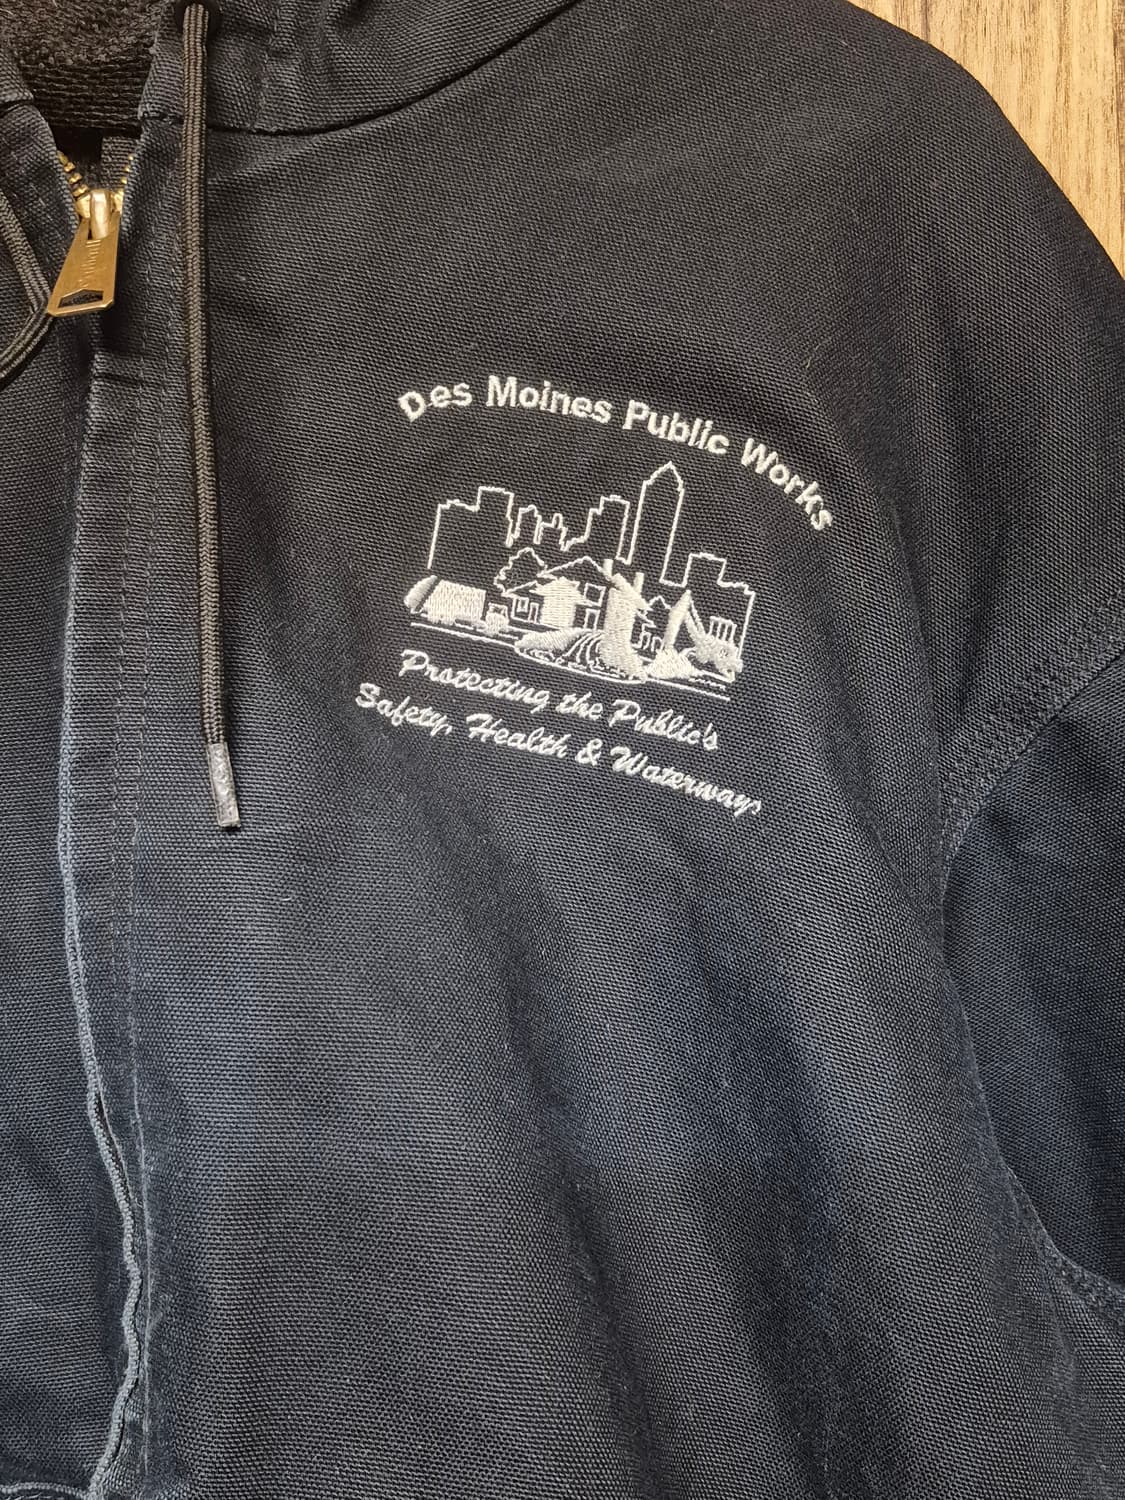 Des Moines Public Works
Protecting the Public's
Safety, Health & Waterways